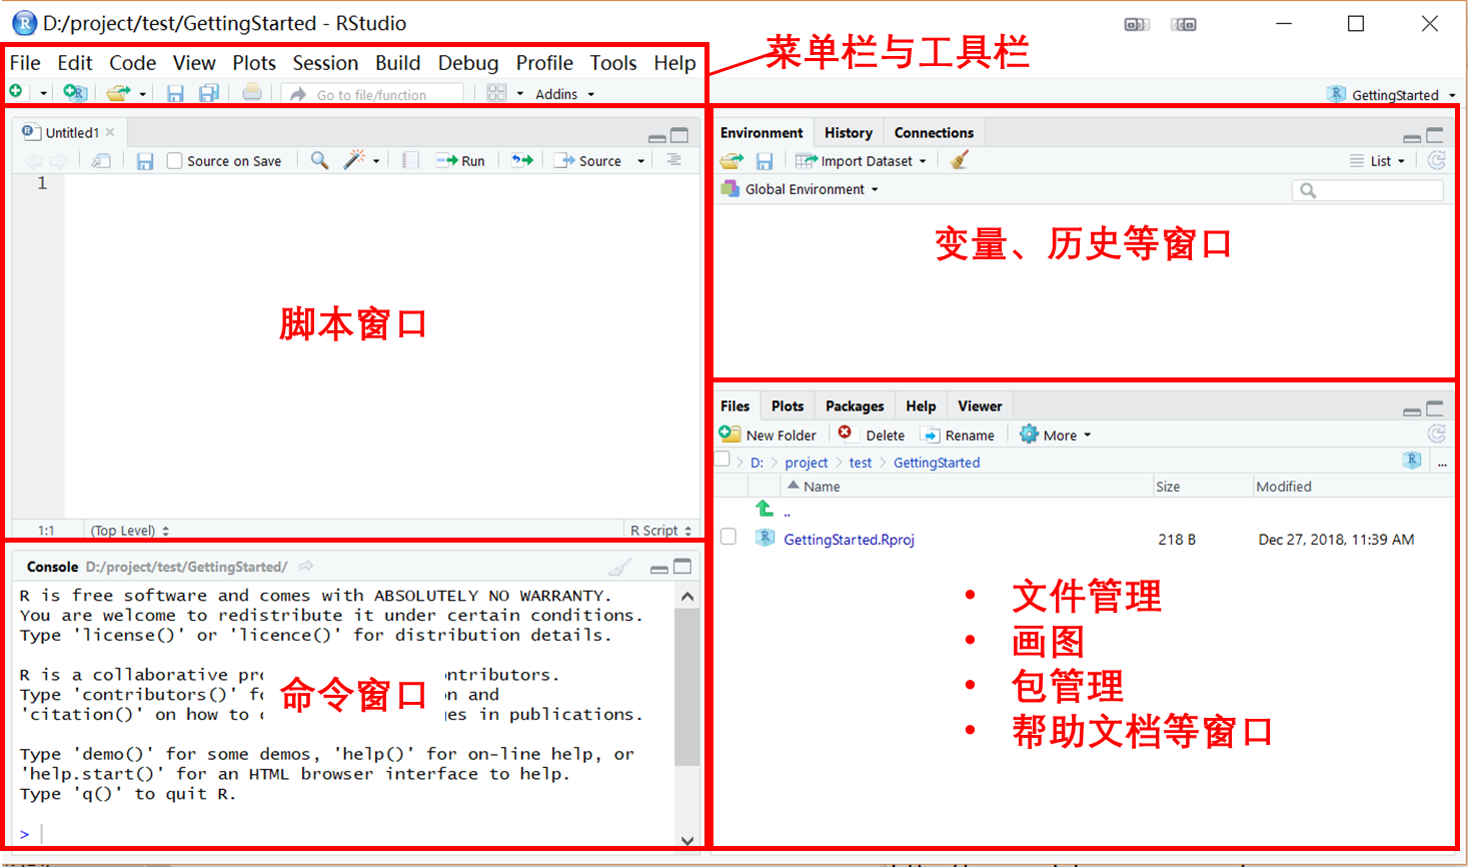 D:/project/test/GettingStarted - RStudio
菜单栏与工具栏
File Edit Code View Plots Session Build Debug Profile Tools Help
Go to file/function Addins
GettingStarted
Untitled1
Source on Save Run Source
1
脚本窗口
1:1 (Top Level) R Script
Environment History Connections
Import Dataset List
Global Environment
变量、历史等窗口
Files Plots Packages Help Viewer
New Folder Delete Rename More
D: project test GettingStarted ...
Name Size Modified
..
GettingStarted.Rproj 218 B Dec 27, 2018, 11:39 AM
• 文件管理
• 画图
• 包管理
• 帮助文档等窗口
Console D:/project/test/GettingStarted/
R is free software and comes with ABSOLUTELY NO WARRANTY.
You are welcome to redistribute it under certain conditions.
Type 'license()' or 'licence()' for distribution details.
R is a collaborative ntributors.
Type 'contributors()' n and
'citation()' on how to ges in publications.
命令窗口
Type 'demo()' for some demos, 'help()' for on-line help, or
'help.start()' for an HTML browser interface to help.
Type 'q()' to quit R.
>